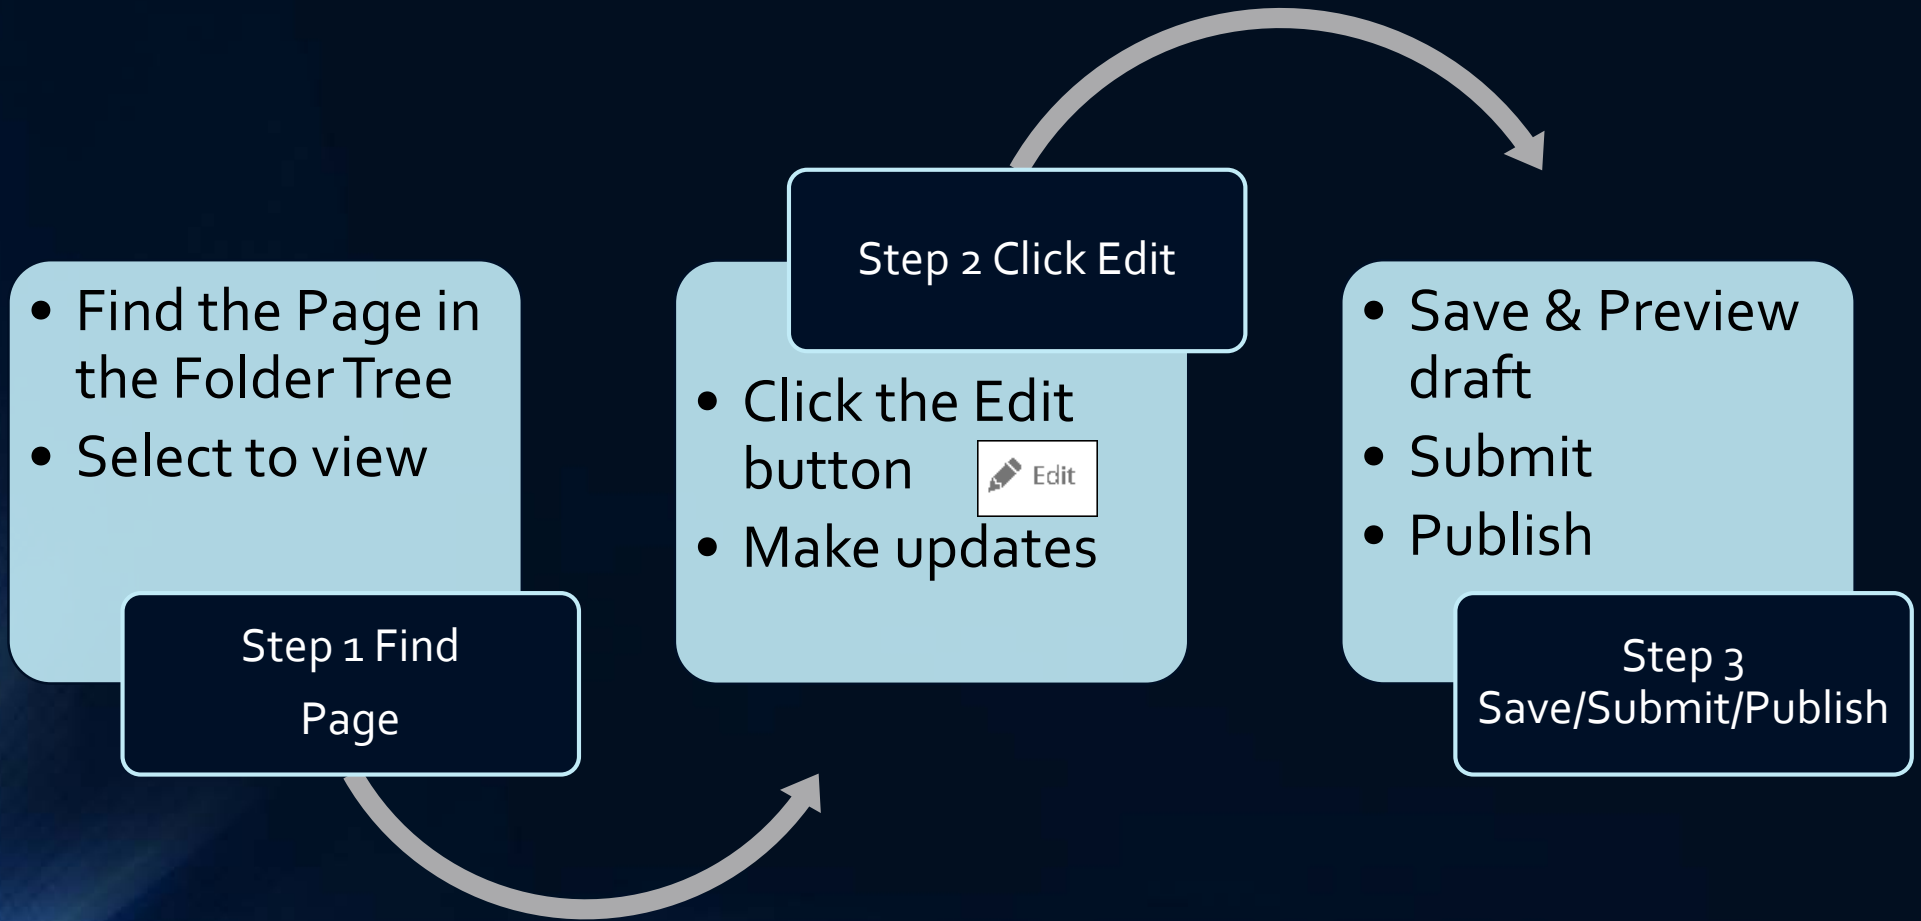 • Find the Page in
the Folder Tree
• Select to view
Step 1 Find
Page
Step 2 Click Edit
• Click the Edit
button
Edit
• Make updates
• Save & Preview
draft
• Submit
• Publish
Step 3
Save/Submit/Publish